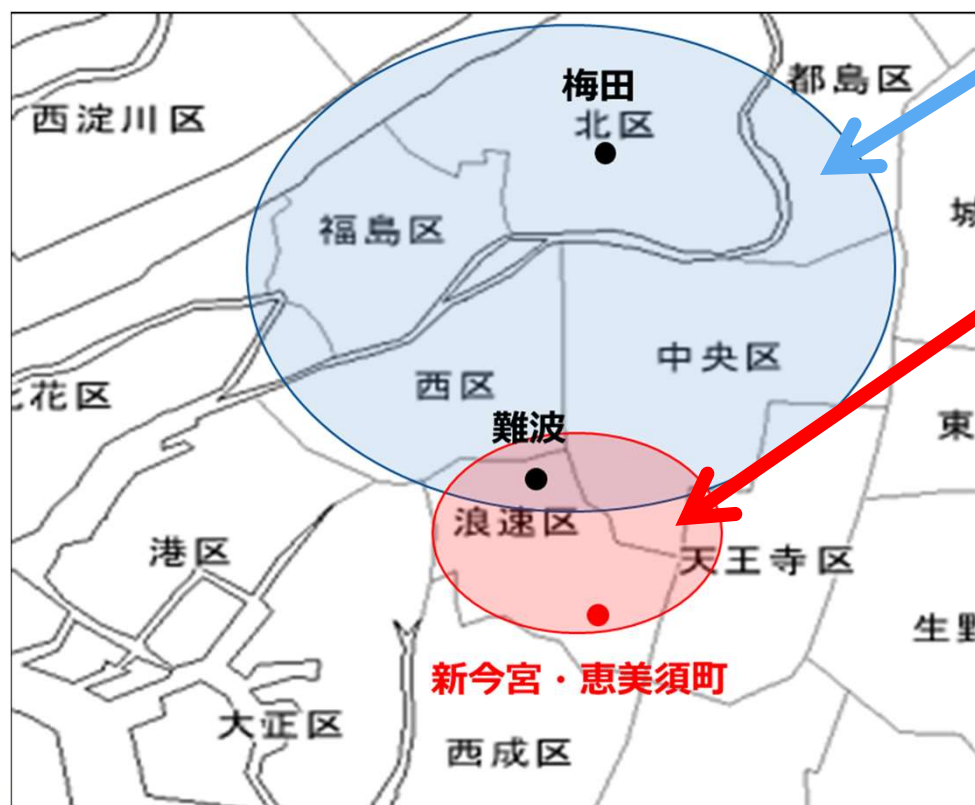 梅田
都島区
西淀川区
北区
城
福島区
中央区
西区
花区
難波
東
浪速区
港区
天王寺区
生野
新今宮・恵美須町
大正区
西成区